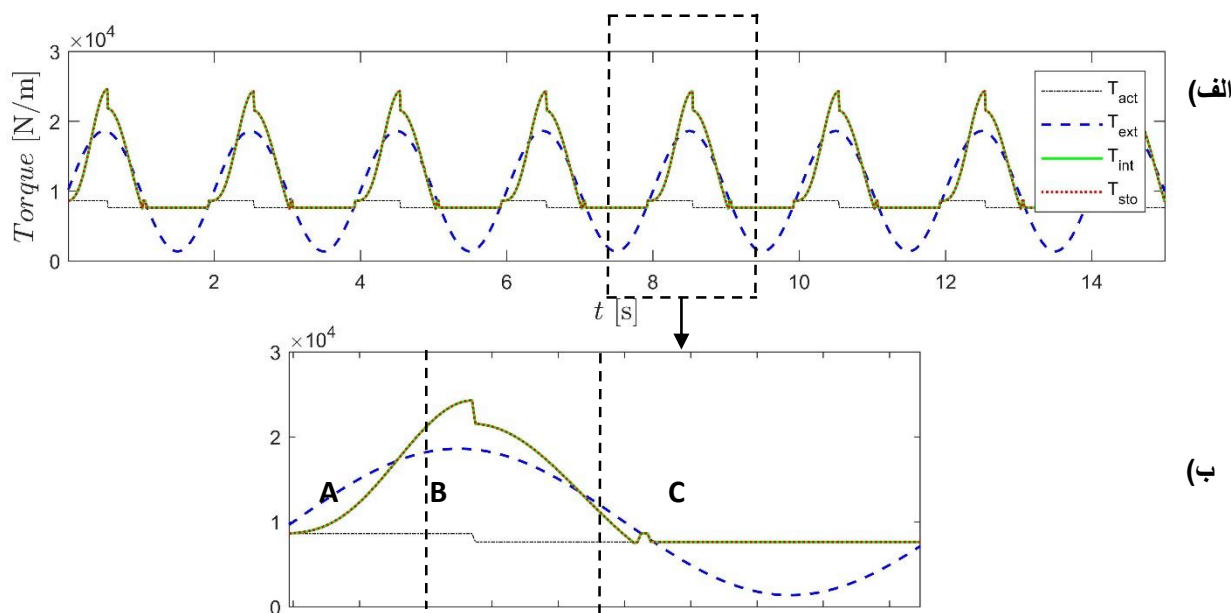 ×10⁴
3
2
1
0
Torque [N/m]
2 4 6 8 10 12 14
t [s]
T_act
T_ext
T_int
T_sto
الف)
×10⁴
3
2
1
0
A B C
ب)